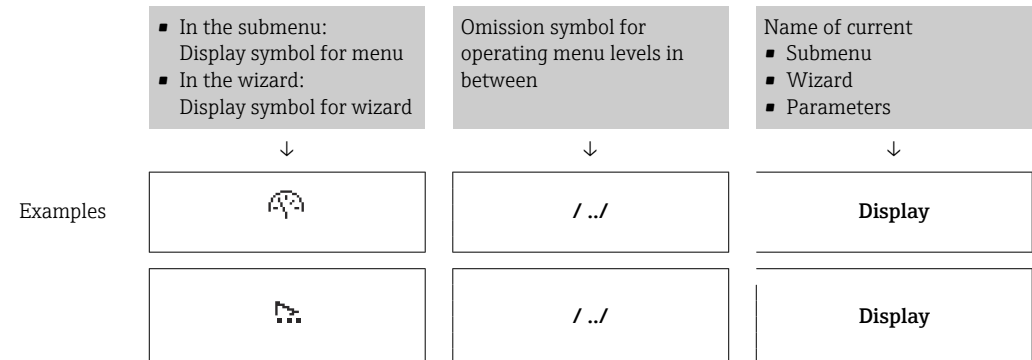 ▪ In the submenu:
Display symbol for menu
▪ In the wizard:
Display symbol for wizard
Omission symbol for
operating menu levels in
between
Name of current
▪ Submenu
▪ Wizard
▪ Parameters
↓ ↓ ↓
Examples
/ ../
Display
/ ../
Display